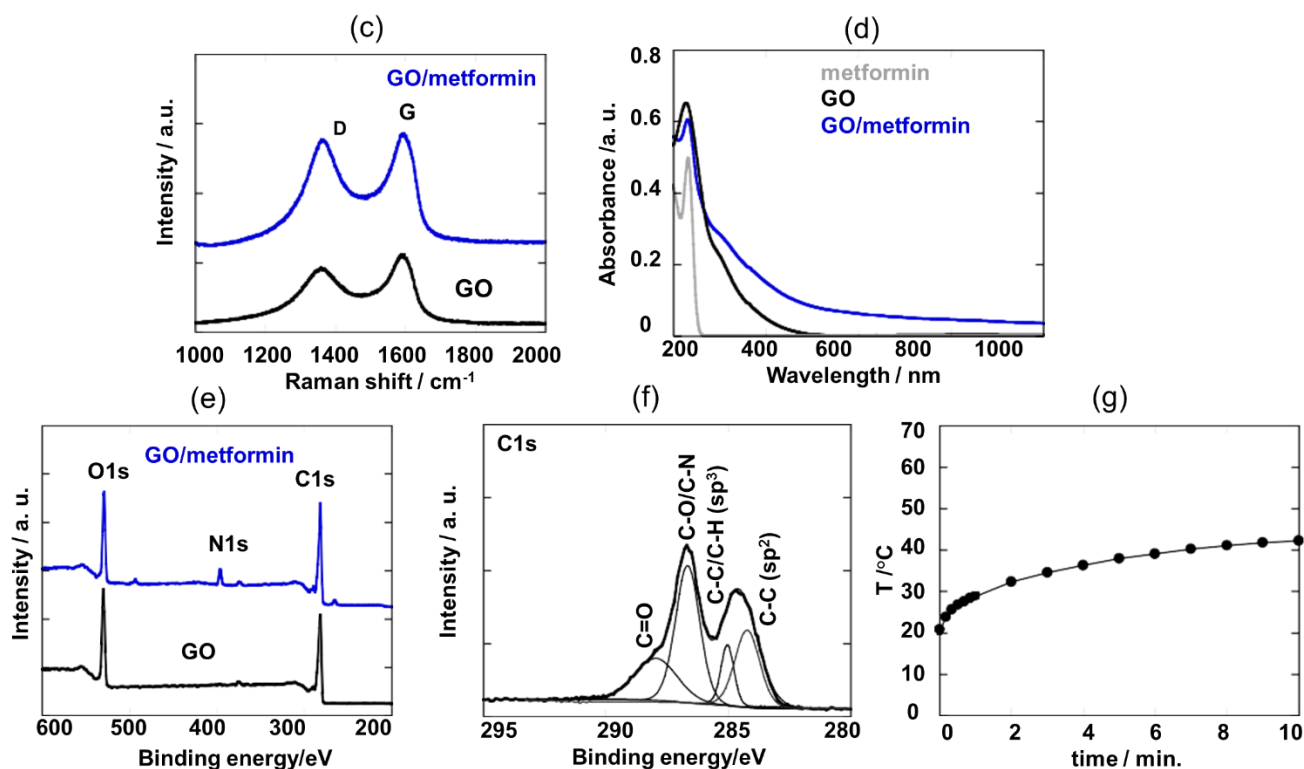 (c)
GO/metformin
D
G
GO
Intensity / a.u.
1000 1200 1400 1600 1800 2000
Raman shift / cm-1
(d)
metformin
GO
GO/metformin
0.8
0.6
0.4
0.2
0
Absorbance /a. u.
200 400 600 800 1000
Wavelength / nm
(e)
GO/metformin
O1s
C1s
N1s
GO
Intensity / a. u.
600 500 400 300 200
Binding energy/eV
(f)
C1s
C=O
C-O/C-N
C-C/C-H (sp3)
C-C (sp2)
Intensity / a. u.
295 290 285 280
Binding energy/eV
(g)
70
60
50
40
30
20
10
0
T /°C
0 2 4 6 8 10
time / min.